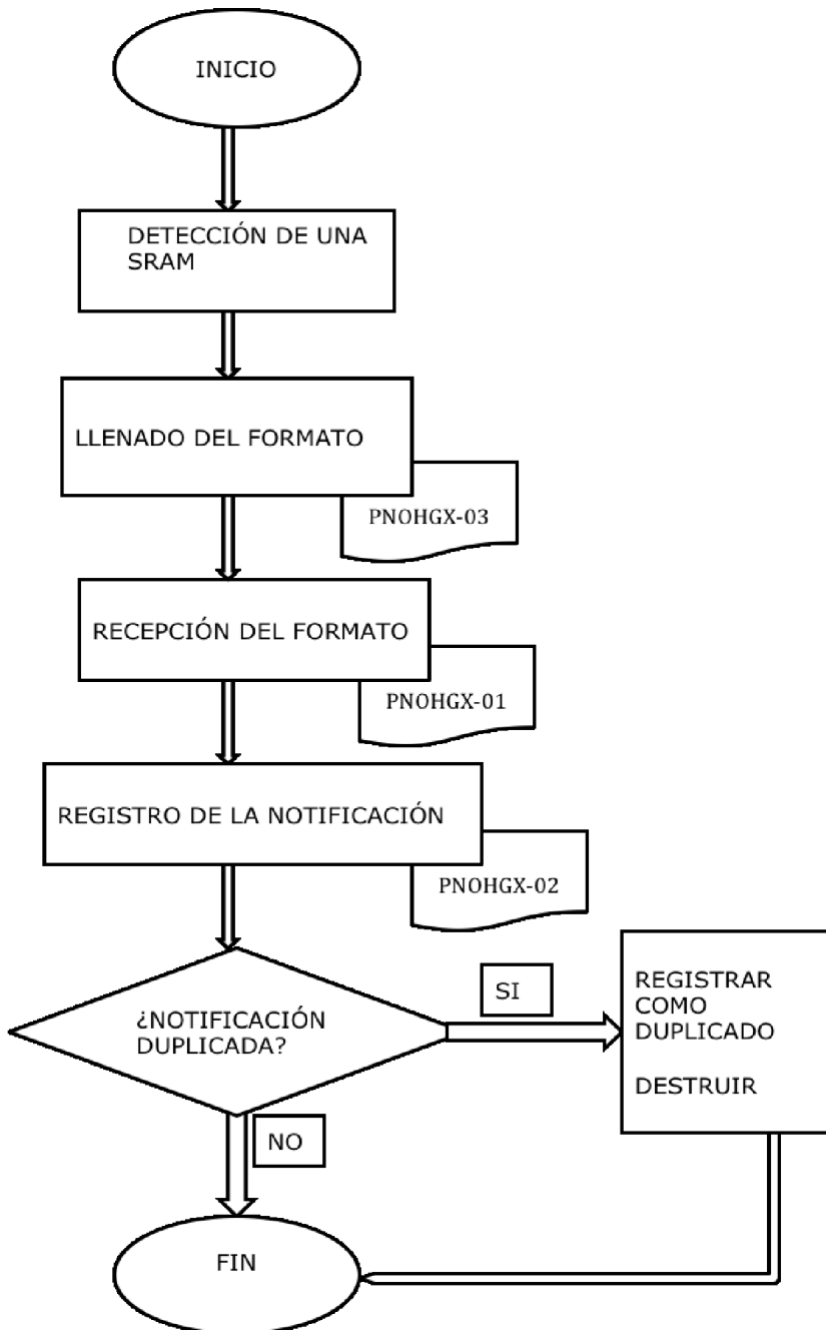 INICIO
DETECCIÓN DE UNA
SRAM
LLENADO DEL FORMATO
PNOHGX-03
RECEPCIÓN DEL FORMATO
PNOHGX-01
REGISTRO DE LA NOTIFICACIÓN
PNOHGX-02
¿NOTIFICACIÓN
DUPLICADA?
SI
REGISTRAR
COMO
DUPLICADO
DESTRUIR
NO
FIN